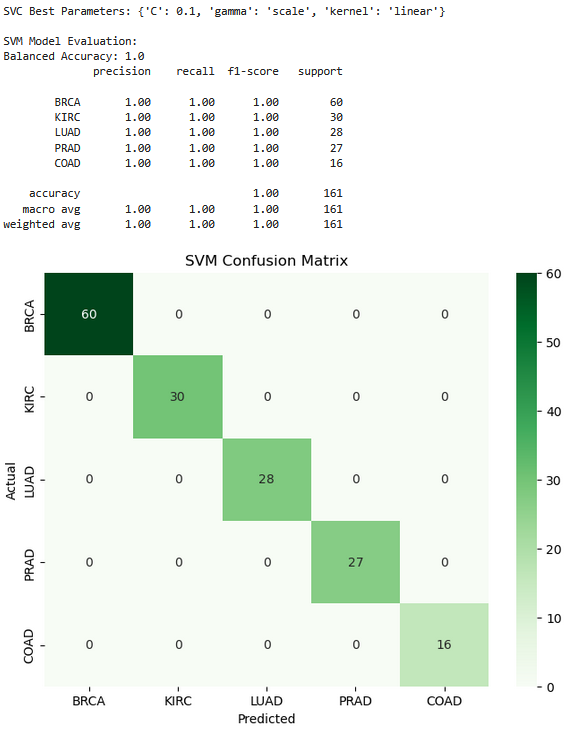 SVC Best Parameters: {'C': 0.1, 'gamma': 'scale', 'kernel': 'linear'}
SVM Model Evaluation:
Balanced Accuracy: 1.0
precision recall f1-score support
BRCA 1.00 1.00 1.00 60
KIRC 1.00 1.00 1.00 30
LUAD 1.00 1.00 1.00 28
PRAD 1.00 1.00 1.00 27
COAD 1.00 1.00 1.00 16
accuracy 1.00 161
macro avg 1.00 1.00 1.00 161
weighted avg 1.00 1.00 1.00 161
SVM Confusion Matrix
BRCA 60 0 0 0 0
KIRC 0 30 0 0 0
LUAD 0 0 28 0 0
PRAD 0 0 0 27 0
COAD 0 0 0 0 16
Actual
BRCA KIRC LUAD PRAD COAD
Predicted
60
50
40
30
20
10
0